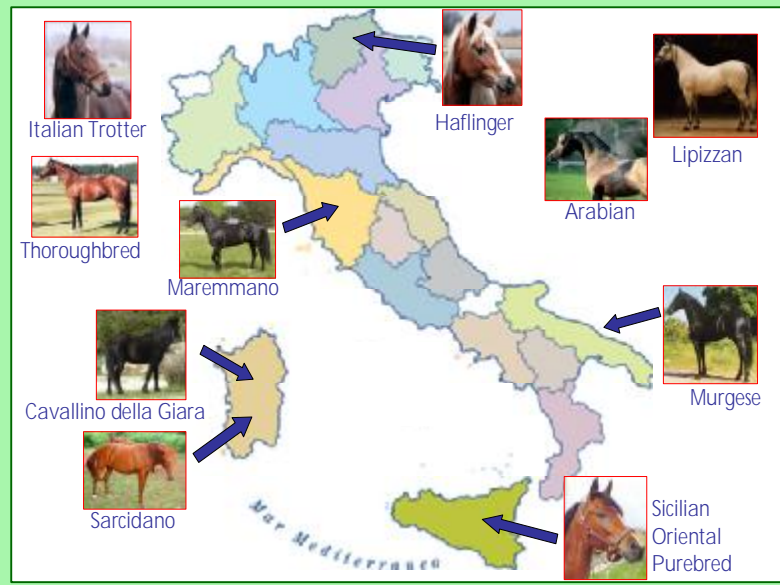 Italian Trotter
Haflinger
Lipizzan
Arabian
Thoroughbred
Maremmano
Murgese
Cavallino della Giara
Sarcidano
Sicilian
Oriental
Purebred
Mar Mediterraneo